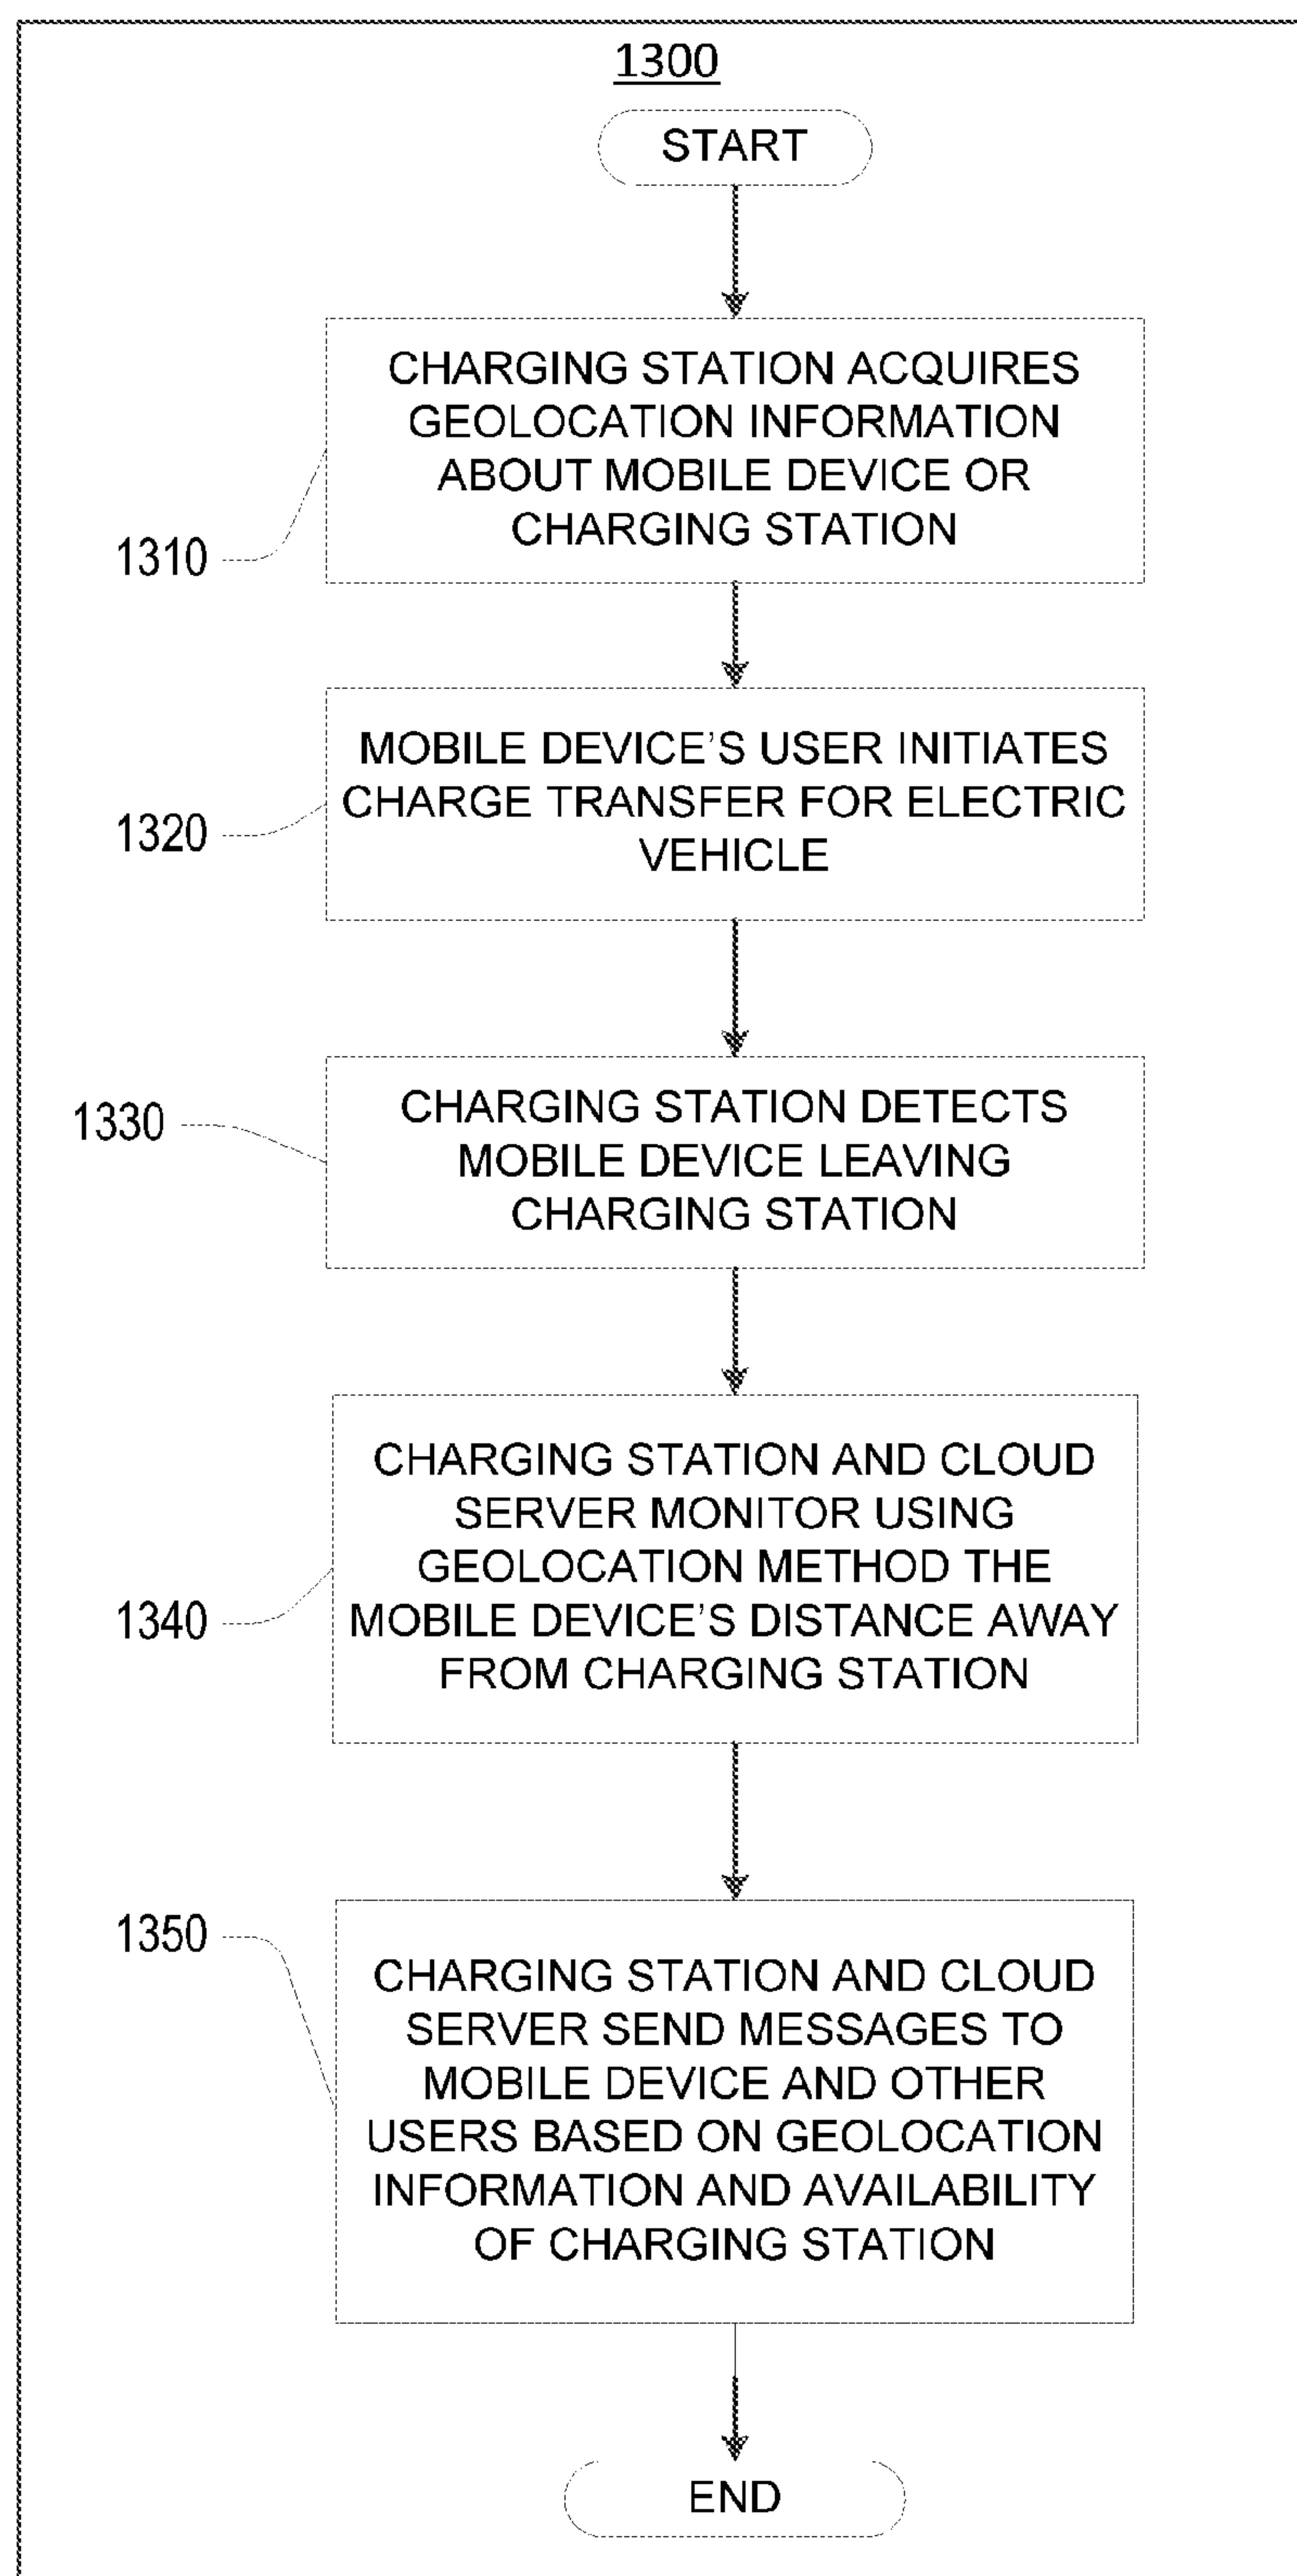 1300
START
CHARGING STATION ACQUIRES
GEOLOCATION INFORMATION
ABOUT MOBILE DEVICE OR
CHARGING STATION
1310
MOBILE DEVICE'S USER INITIATES
CHARGE TRANSFER FOR ELECTRIC
VEHICLE
1320
CHARGING STATION DETECTS
MOBILE DEVICE LEAVING
CHARGING STATION
1330
CHARGING STATION AND CLOUD
SERVER MONITOR USING
GEOLOCATION METHOD THE
MOBILE DEVICE'S DISTANCE AWAY
FROM CHARGING STATION
1340
CHARGING STATION AND CLOUD
SERVER SEND MESSAGES TO
MOBILE DEVICE AND OTHER
USERS BASED ON GEOLOCATION
INFORMATION AND AVAILABILITY
OF CHARGING STATION
1350
END